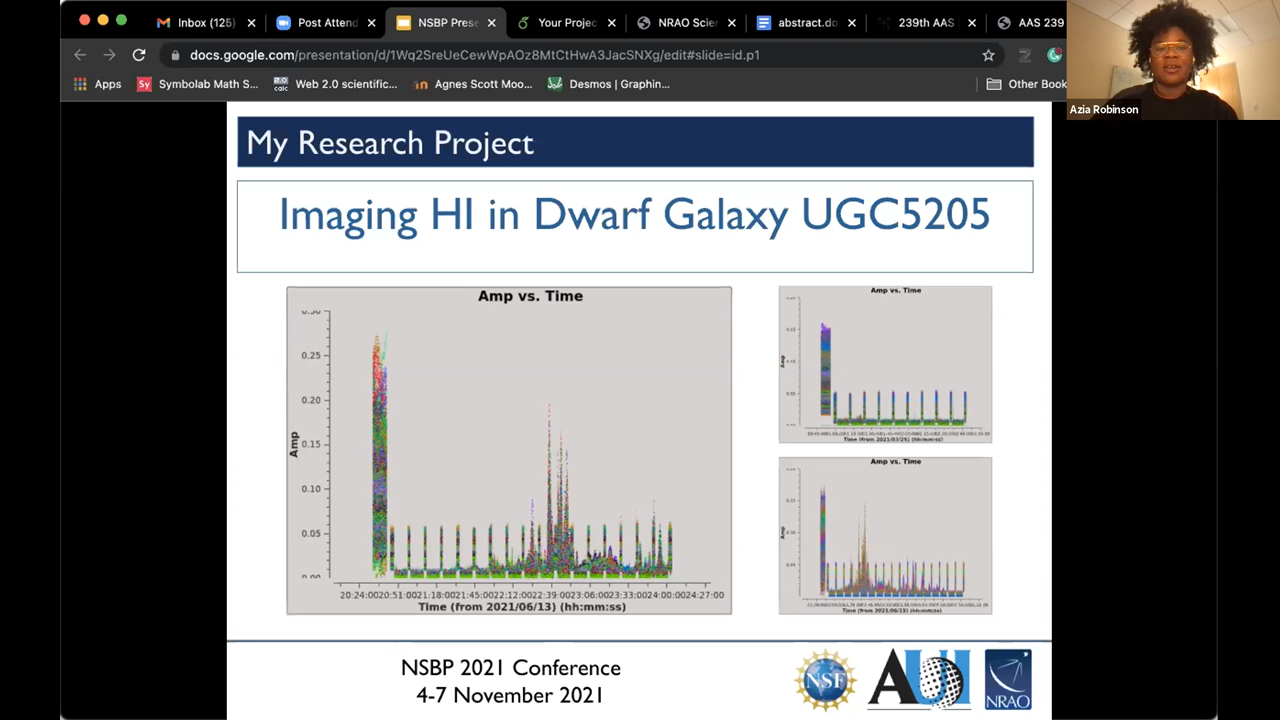 Inbox (125)
Post Attend
NSBP Prese
Your Projec
NRAO Scien
abstract.do
239th AAS
AAS 239
docs.google.com/presentation/d/1Wq2SreUeCewWpAOz8MtCtHwA3JacSNXg/edit#slide=id.p1
Apps
Sy Symbolab Math S...
Web 2.0 scientific...
Agnes Scott Moo...
Desmos | Graphin...
Other Book
Azia Robinson
My Research Project
Imaging HI in Dwarf Galaxy UGC5205
Amp vs. Time
0.25
0.20
0.15
0.10
0.05
Amp
20:24:00 20:51:00 21:18:00 21:45:00 22:12:00 22:39:00 23:06:00 23:33:00 24:00:00 24:27:00
Time (from 2021/06/13) (hh:mm:ss)
Amp vs. Time
Amp
Amp vs. Time
Amp
NSBP 2021 Conference
4-7 November 2021
NSF
AUI
NRAO